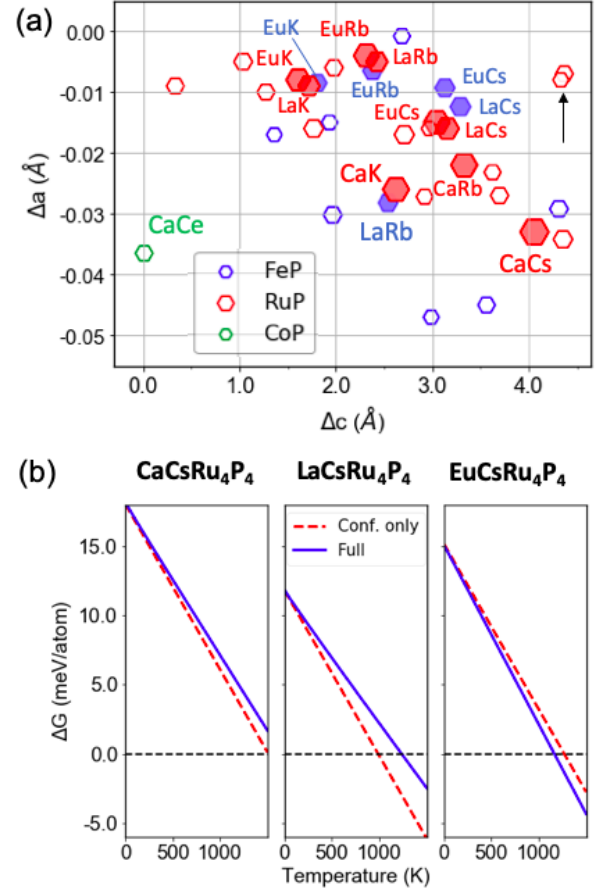 (a)
0.00
-0.01
-0.02
-0.03
-0.04
-0.05
Δa (Å)
EuK
EuRb
LaRb
EuK
LaK
EuRb
EuCs
LaCs
EuCs
LaCs
CaK
CaRb
LaRb
CaCs
CaCe
FeP
RuP
CoP
0.0 1.0 2.0 3.0 4.0
Δc (Å)
(b)
CaCsRu₄P₄ LaCsRu₄P₄ EuCsRu₄P₄
Conf. only
Full
15.0
10.0
5.0
0.0
-5.0
ΔG (meV/atom)
0 1000 0 1000 0 1000
Temperature (K)